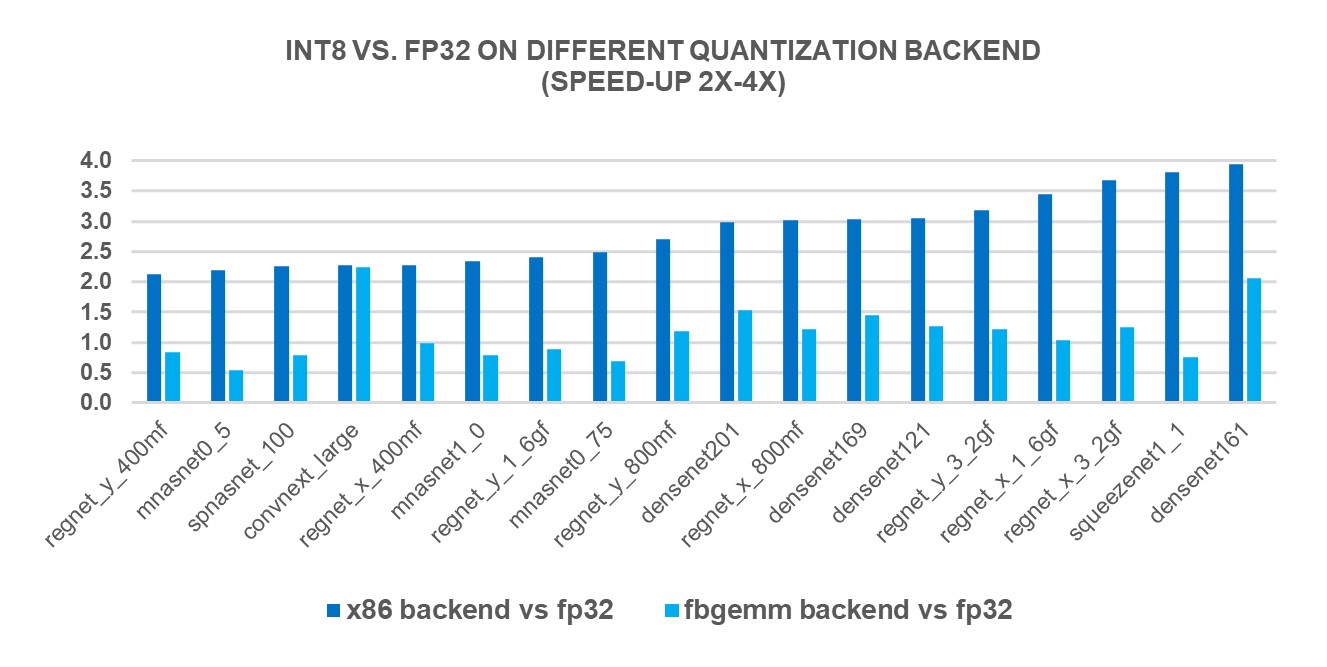 INT8 VS. FP32 ON DIFFERENT QUANTIZATION BACKEND
(SPEED-UP 2X-4X)
4.0
3.5
3.0
2.5
2.0
1.5
1.0
0.5
0.0
regnet_y_400mf
mnasnet0_5
spnasnet_100
convnext_large
regnet_x_400mf
mnasnet1_0
regnet_y_1_6gf
mnasnet0_75
regnet_y_800mf
densenet201
regnet_x_800mf
densenet169
densenet121
regnet_y_3_2gf
regnet_x_1_6gf
regnet_x_3_2gf
squeezenet1_1
densenet161
x86 backend vs fp32
fbgemm backend vs fp32